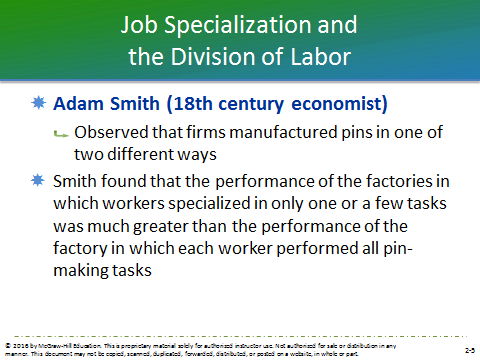 Job Specialization and
the Division of Labor
Adam Smith (18th century economist)
Observed that firms manufactured pins in one of
two different ways
Smith found that the performance of the factories in
which workers specialized in only one or a few tasks
was much greater than the performance of the
factory in which each worker performed all pin-
making tasks
© 2016 by McGraw-Hill Education. This is proprietary material solely for authorized instructor use. Not authorized for sale or distribution in any
manner. This document may not be copied, scanned, duplicated, forwarded, distributed, or posted on a website, in whole or part.
2-5